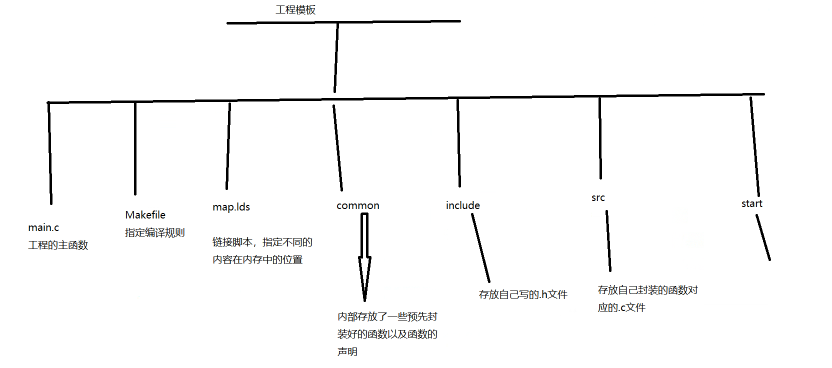 工程模板
main.c
工程的主函数
Makefile
指定编译规则
map.lds
链接脚本，指定不同的
内容在内存中的位置
common
内部存放了一些预先封
装好的函数以及函数的
声明
include
存放自己写的.h文件
src
存放自己封装的函数对
应的.c文件
start